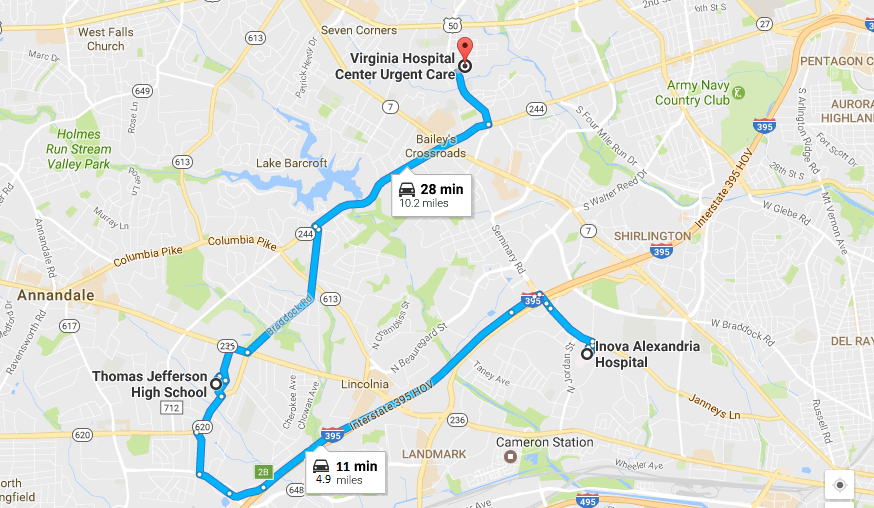 6th St S
West Falls
Church
Seven Corners
50
27
613
Virginia Hospital
Center Urgent Care
PENTAGON C
Marc Dr
Patrick Henry Dr
649
7
244
Army Navy
Country Club
AURORA
HIGHLAN
S Arlington Ridge Rd
395
Holmes
Run Stream
Valley Park
613
Bailey's
Crossroads
S Four Mile Run Dr
Fort Scott Dr
28th St S
Rose Ln
Lake Barcroft
28 min
10.2 miles
S Walter Reed Dr
Interstate 395 HOV
Mt Vernon Ave
W Glebe Rd
Murray Ln
Annandale Rd
244
Columbia Pike
Columbia Pike
Seminary Rd
7
SHIRLINGTON
395
Annandale
613
Braddock Rd
395
617
Ravensworth Rd
N Chambliss St
N Beauregard St
W Braddock Rd
DEL RAY
236
Inova Alexandria
Hospital
Thomas Jefferson
High School
712
Lincolnia
Cherokee Ave
Chowan Ave
Taney Ave
N Jordan St
Janneys Ln
Russell Rd
620
620
Interstate 395 HOV
395
236
Cameron Station
LANDMARK
11 min
4.9 miles
2B
648
Wheeler Ave
495
orth
ngfield